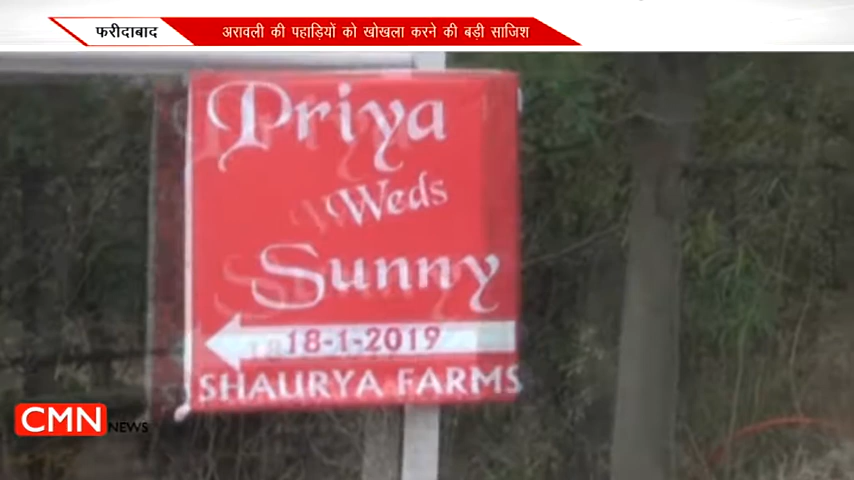 फरीदाबाद
अरावली की पहाड़ियों को खोखला करने की बड़ी साजिश
Priya
Weds
Sunny
18-1-2019
SHAURYA FARMS
CMN NEWS